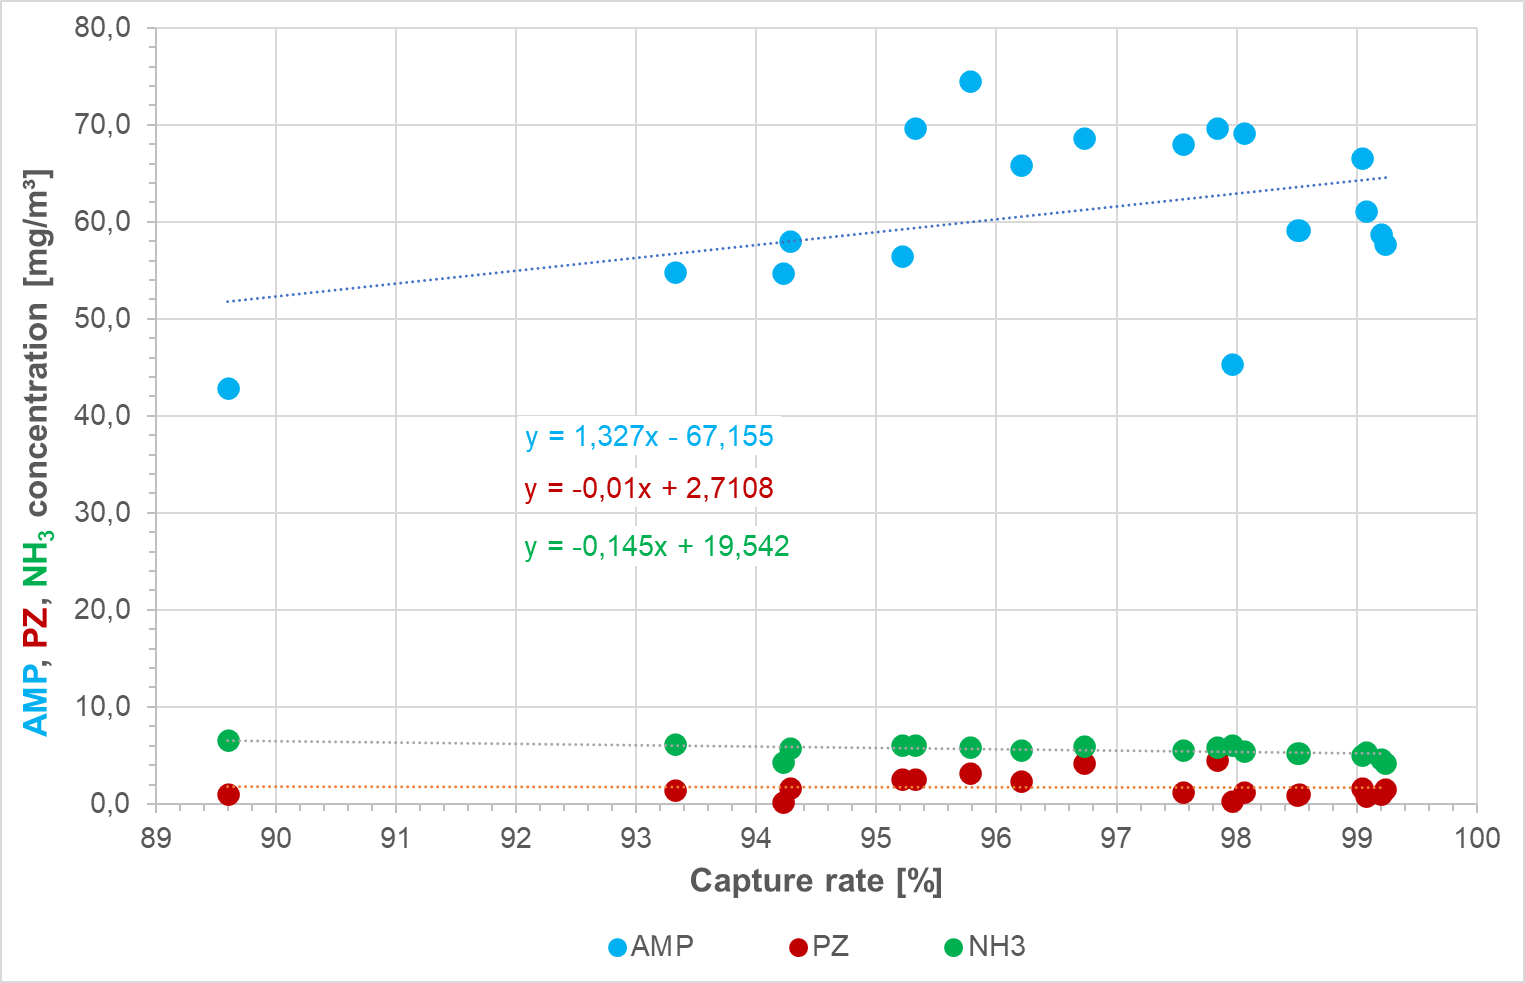 AMP, PZ, NH₃ concentration [mg/m³]
80,0
70,0
60,0
50,0
40,0
30,0
20,0
10,0
0,0
y = 1,327x - 67,155
y = -0,01x + 2,7108
y = -0,145x + 19,542
89 90 91 92 93 94 95 96 97 98 99 100
Capture rate [%]
AMP PZ NH3